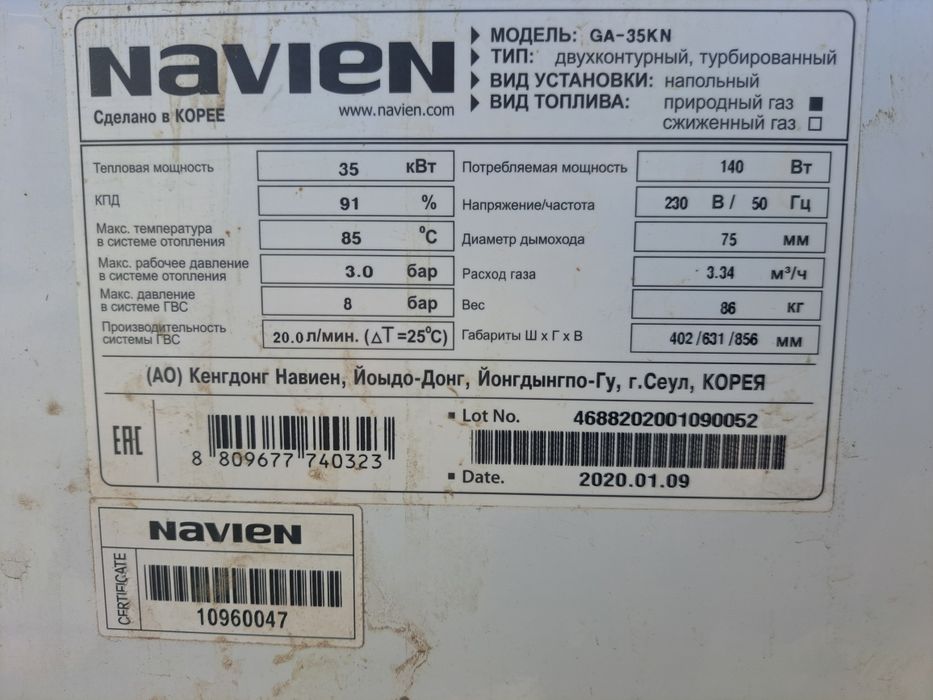 NAVIEN
Сделано в КОРЕЕ
www.navien.com
МОДЕЛЬ: GA-35KN
ТИП: двухконтурный, турбированный
ВИД УСТАНОВКИ: напольный
ВИД ТОПЛИВА: природный газ ■
сжиженный газ □
Тепловая мощность 35 кВт
КПД 91 %
Макс. температура
в системе отопления 85 °C
Макс. рабочее давление
в системе отопления 3.0 бар
Макс. давление
в системе ГВС 8 бар
Производительность
системы ГВС 20.0 л/мин. (△T =25°C)
Потребляемая мощность 140 Вт
Напряжение/частота 230 В / 50 Гц
Диаметр дымохода 75 мм
Расход газа 3.34 м³/ч
Вес 86 кг
Габариты Ш х Г х В 402/631/856 мм
(АО) Кенгдонг Навиен, Йоыдо-Донг, Йонгдынгпо-Гу, г.Сеул, КОРЕЯ
EAC
8 809677 740323
Lot No. 4688202001090052
Date. 2020.01.09
NAVIEN
CERTIFICATE
10960047